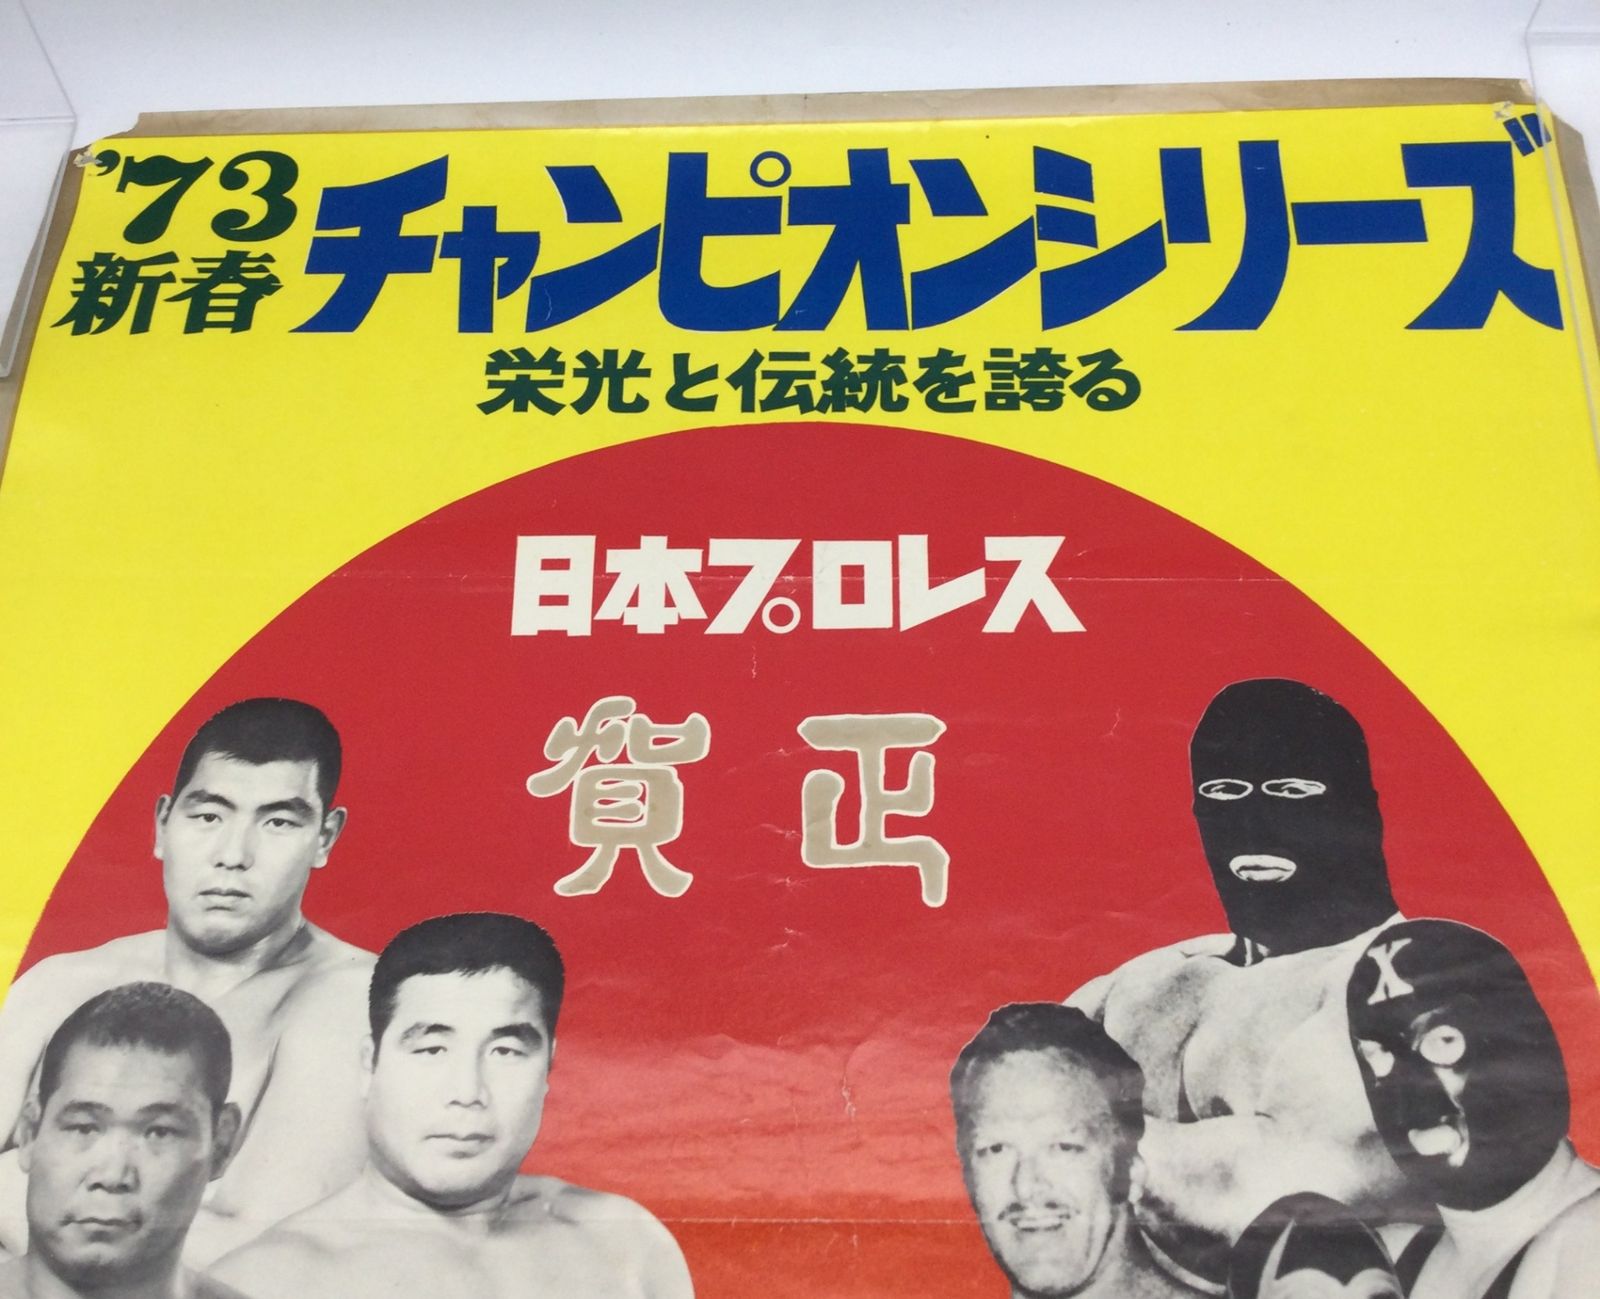 '73
新春
チャンピオンシリーズ
栄光と伝統を誇る
日本プロレス
賀正
X